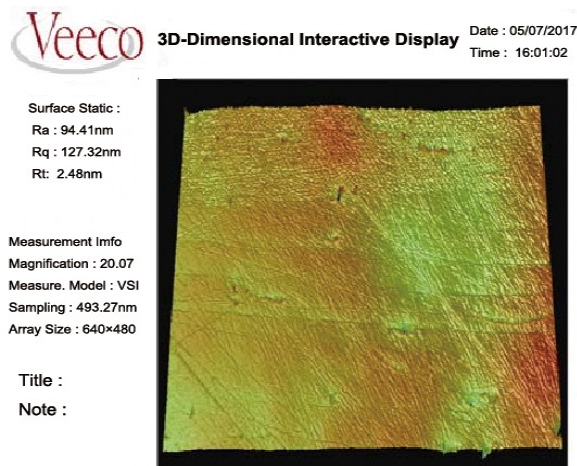 Veeco
3D-Dimensional Interactive Display
Date : 05/07/2017
Time : 16:01:02
Surface Static :
Ra : 94.41nm
Rq : 127.32nm
Rt: 2.48nm
Measurement Imfo
Magnification : 20.07
Measure. Model : VSI
Sampling : 493.27nm
Array Size : 640×480
Title :
Note :